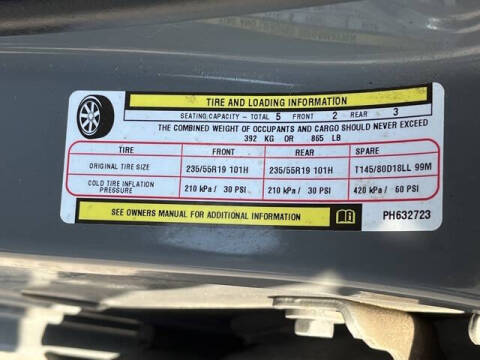 TIRE AND LOADING INFORMATION
SEATING CAPACITY - TOTAL 5 FRONT 2 REAR 3
THE COMBINED WEIGHT OF OCCUPANTS AND CARGO SHOULD NEVER EXCEED
392 KG OR 865 LB
TIRE FRONT REAR SPARE
ORIGINAL TIRE SIZE 235/55R19 101H 235/55R19 101H T145/80D18LL 99M
COLD TIRE INFLATION PRESSURE 210 kPa / 30 PSI 210 kPa / 30 PSI 420 kPa / 60 PSI
SEE OWNERS MANUAL FOR ADDITIONAL INFORMATION PH632723